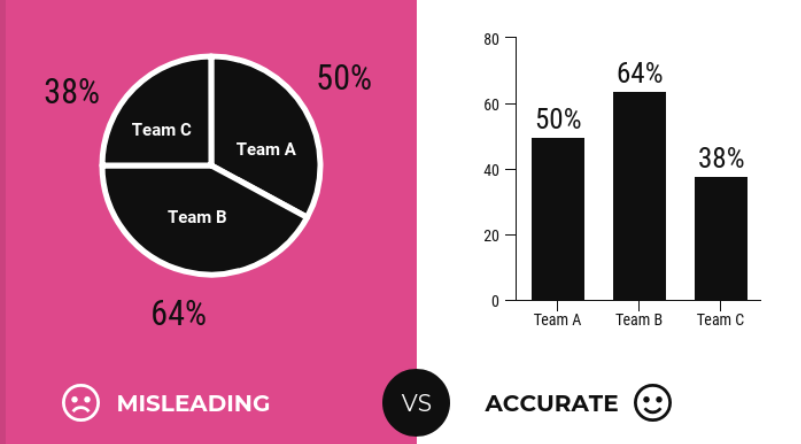 38%
50%
Team C
Team A
Team B
64%
MISLEADING
VS
80
60
40
20
0
50%
64%
38%
Team A
Team B
Team C
ACCURATE